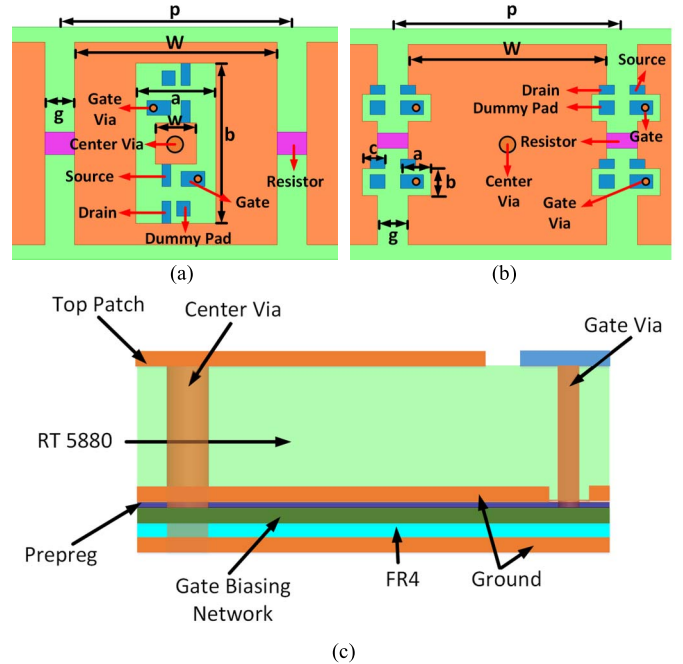 p
W
g
a
b
w
Gate
Via
Center Via
Source
Drain
Resistor
Gate
Dummy Pad
(a)
p
W
Source
Drain
Dummy Pad
Resistor
Gate
c
a
b
Center
Via
Gate
Via
g
(b)
Top Patch
Center Via
Gate Via
RT 5880
Prepreg
Gate Biasing
Network
FR4
Ground
(c)